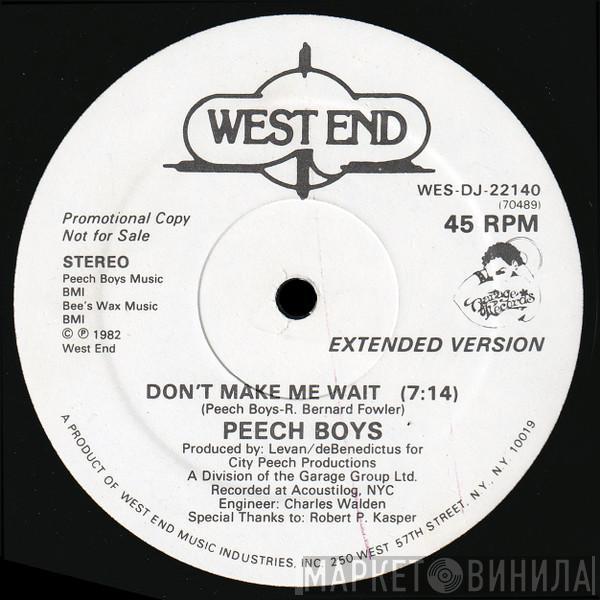 WEST END
WES-DJ-22140
(70489)
45 RPM
Promotional Copy
Not for Sale
STEREO
Peech Boys Music
BMI
Bee's Wax Music
BMI
© ℗ 1982
West End
Garage Records
EXTENDED VERSION
DON'T MAKE ME WAIT (7:14)
(Peech Boys-R. Bernard Fowler)
PEECH BOYS
Produced by: Levan/deBenedictus for
City Peech Productions
A Division of the Garage Group Ltd.
Recorded at Acoustilog, NYC
Engineer: Charles Walden
Special Thanks to: Robert P. Kasper
A PRODUCT OF WEST END MUSIC INDUSTRIES, INC. 250 WEST 57TH STREET, N.Y., N.Y. 10019
МАРКЕТ ВИНИЛА